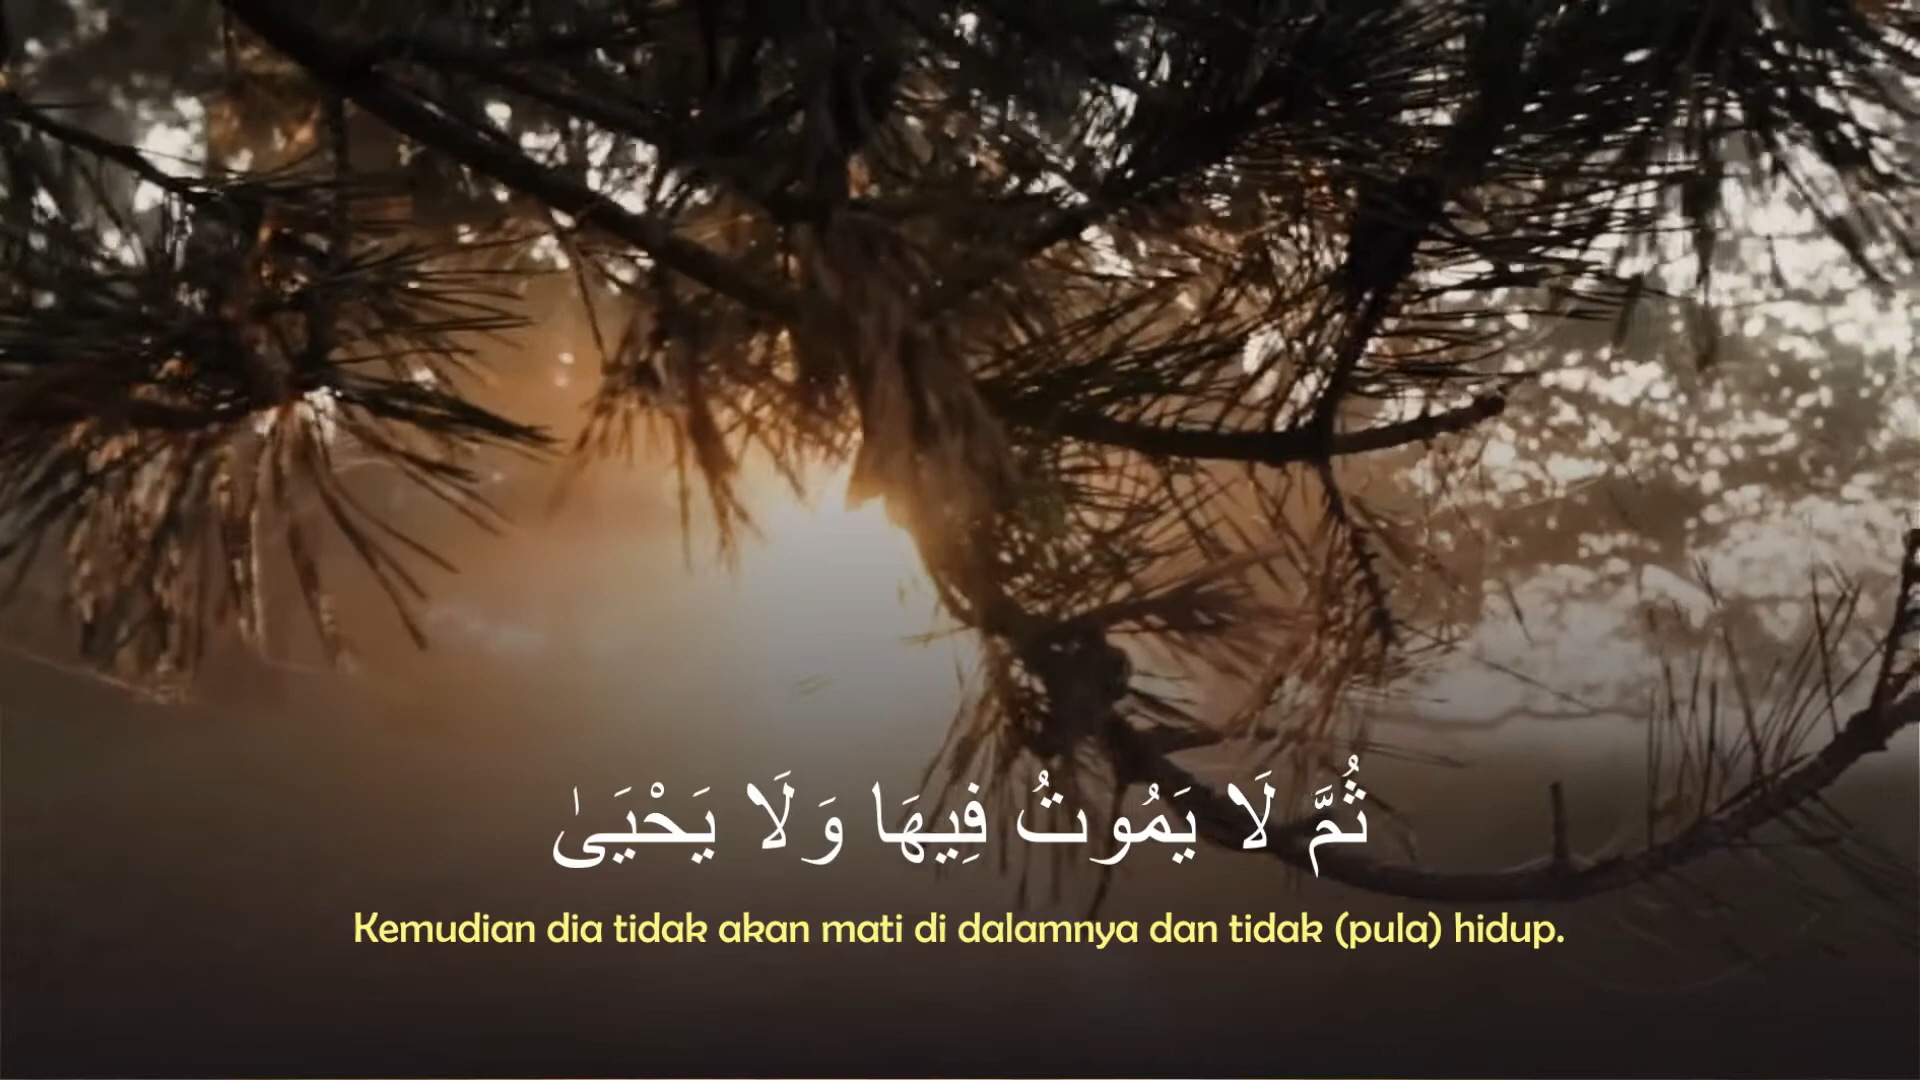 ثُمَّ لَا يَمُوتُ فِيهَا وَلَا يَحْيَىٰ
Kemudian dia tidak akan mati di dalamnya dan tidak (pula) hidup.